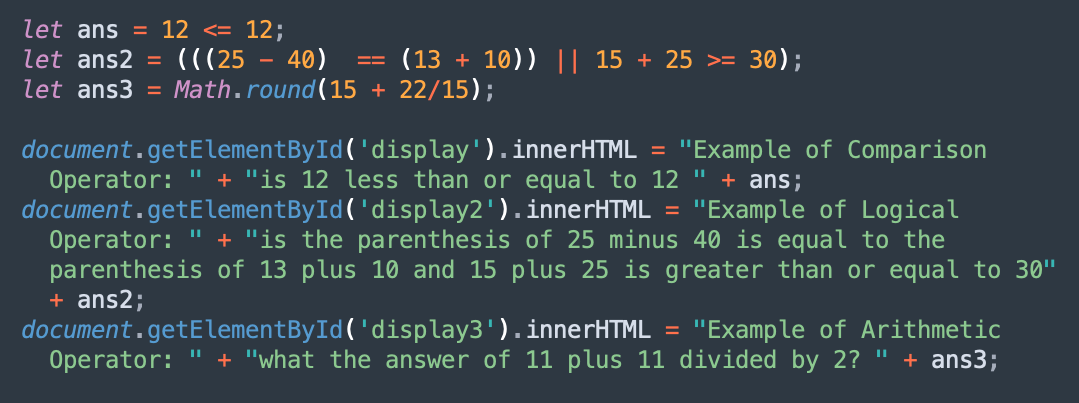 let ans = 12 <= 12;
let ans2 = (((25 - 40)  == (13 + 10)) || 15 + 25 >= 30);
let ans3 = Math.round(15 + 22/15);
document.getElementById('display').innerHTML = "Example of Comparison
Operator: " + "is 12 less than or equal to 12 " + ans;
document.getElementById('display2').innerHTML = "Example of Logical
Operator: " + "is the parenthesis of 25 minus 40 is equal to the
parenthesis of 13 plus 10 and 15 plus 25 is greater than or equal to 30"
+ ans2;
document.getElementById('display3').innerHTML = "Example of Arithmetic
Operator: " + "what the answer of 11 plus 11 divided by 2? " + ans3;